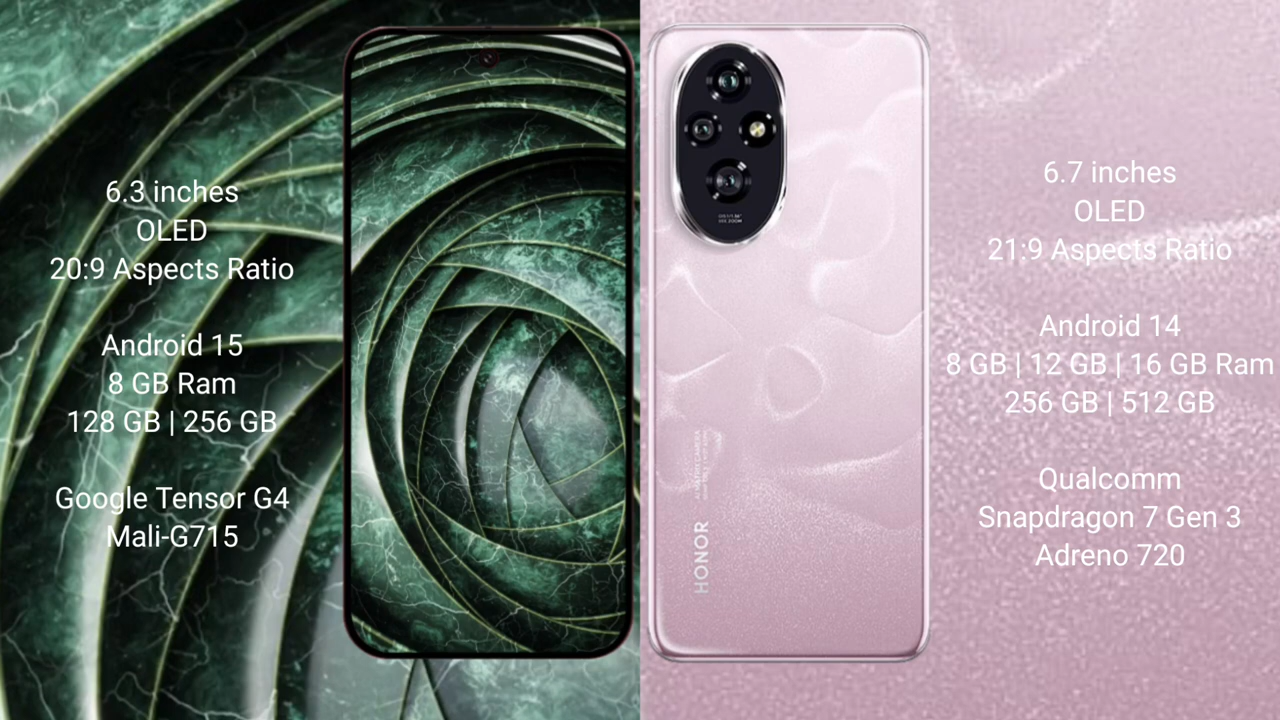 6.3 inches
OLED
20:9 Aspects Ratio
Android 15
8 GB Ram
128 GB | 256 GB
Google Tensor G4
Mali-G715
HONOR
6.7 inches
OLED
21:9 Aspects Ratio
Android 14
8 GB | 12 GB | 16 GB Ram
256 GB | 512 GB
Qualcomm
Snapdragon 7 Gen 3
Adreno 720